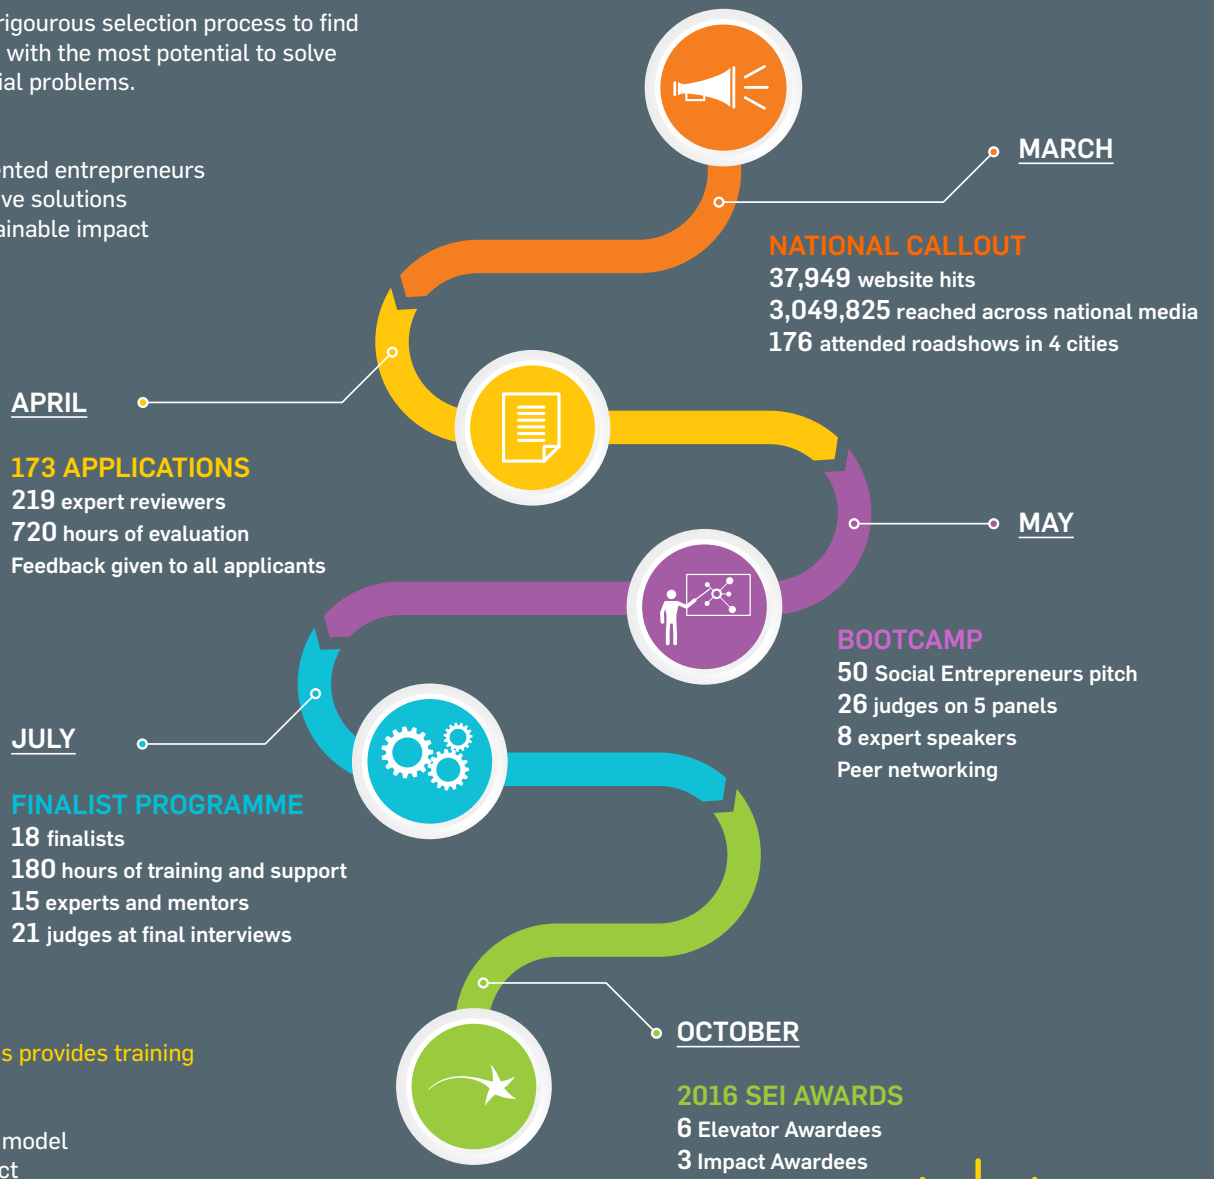 rigourous selection process to find
with the most potential to solve
ial problems.
ented entrepreneurs
ve solutions
ainable impact
MARCH
NATIONAL CALLOUT
37,949 website hits
3,049,825 reached across national media
176 attended roadshows in 4 cities
APRIL
173 APPLICATIONS
219 expert reviewers
720 hours of evaluation
Feedback given to all applicants
MAY
BOOTCAMP
50 Social Entrepreneurs pitch
26 judges on 5 panels
8 expert speakers
Peer networking
JULY
FINALIST PROGRAMME
18 finalists
180 hours of training and support
15 experts and mentors
21 judges at final interviews
s provides training
model
ct
OCTOBER
2016 SEI AWARDS
6 Elevator Awardees
3 Impact Awardees